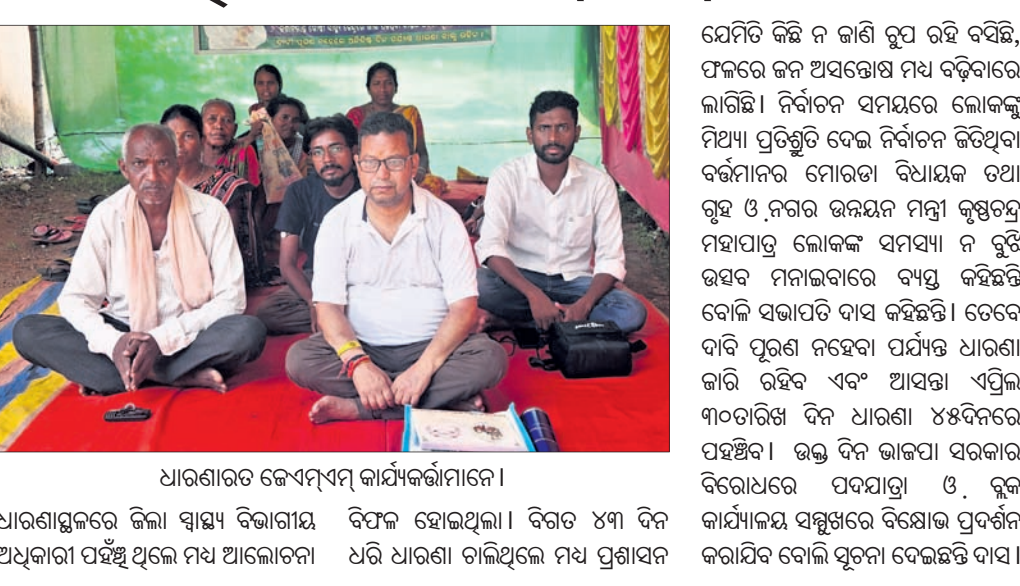 ଧାରଣାରତ ଜେଏମ୍ଏମ୍ କାର୍ଯ୍ୟକର୍ତ୍ତାମାନେ।
ଧାରଣାସ୍ଥଳରେ ଜିଲା ସ୍ୱାସ୍ଥ୍ୟ ବିଭାଗୀୟ
ଅଧିକାରୀ ପହଞ୍ଚିଥିଲେ ମଧ୍ୟ ଆଲୋଚନା
ବିଫଳ ହୋଇଥିଲା। ବିଗତ ୪୩ ଦିନ
ଧରି ଧାରଣା ଚାଲିଥିଲେ ମଧ୍ୟ ପ୍ରଶାସନ
ଯେମିତି କିଛି ନ ଜାଣି ଚୁପ ରହି ବସିଛି,
ଫଳରେ ଜନ ଅସନ୍ତୋଷ ମଧ୍ୟ ବଢ଼ିବାରେ
ଲାଗିଛି। ନିର୍ବାଚନ ସମୟରେ ଲୋକଙ୍କୁ
ମିଥ୍ୟା ପ୍ରତିଶ୍ରୁତି ଦେଇ ନିର୍ବାଚନ ଜିତିଥିବା
ବର୍ତ୍ତମାନର ମୋରଡା ବିଧାୟକ ତଥା
ଗୃହ ଓ ନଗର ଉନ୍ନୟନ ମନ୍ତ୍ରୀ କୃଷ୍ଣଚନ୍ଦ୍ର
ମହାପାତ୍ର ଲୋକଙ୍କ ସମସ୍ୟା ନ ବୁଝି
ଉତ୍ସବ ମନାଇବାରେ ବ୍ୟସ୍ତ କହିଛନ୍ତି
ବୋଲି ସଭାପତି ଦାସ କହିଛନ୍ତି। ତେବେ
ଦାବି ପୂରଣ ନହେବା ପର୍ଯ୍ୟନ୍ତ ଧାରଣା
ଜାରି ରହିବ ଏବଂ ଆସନ୍ତା ଏପ୍ରିଲ
୩୦ତାରିଖ ଦିନ ଧାରଣା ୪୫ଦିନରେ
ପହଞ୍ଚିବ। ଉକ୍ତ ଦିନ ଭାଜପା ସରକାର
ବିରୋଧରେ ପଦଯାତ୍ରା ଓ. ବ୍ଲକ
କାର୍ଯ୍ୟାଳୟ ସମ୍ମୁଖରେ ବିକ୍ଷୋଭ ପ୍ରଦର୍ଶନ
କରାଯିବ ବୋଲି ସୂଚନା ଦେଇଛନ୍ତି ଦାସ।